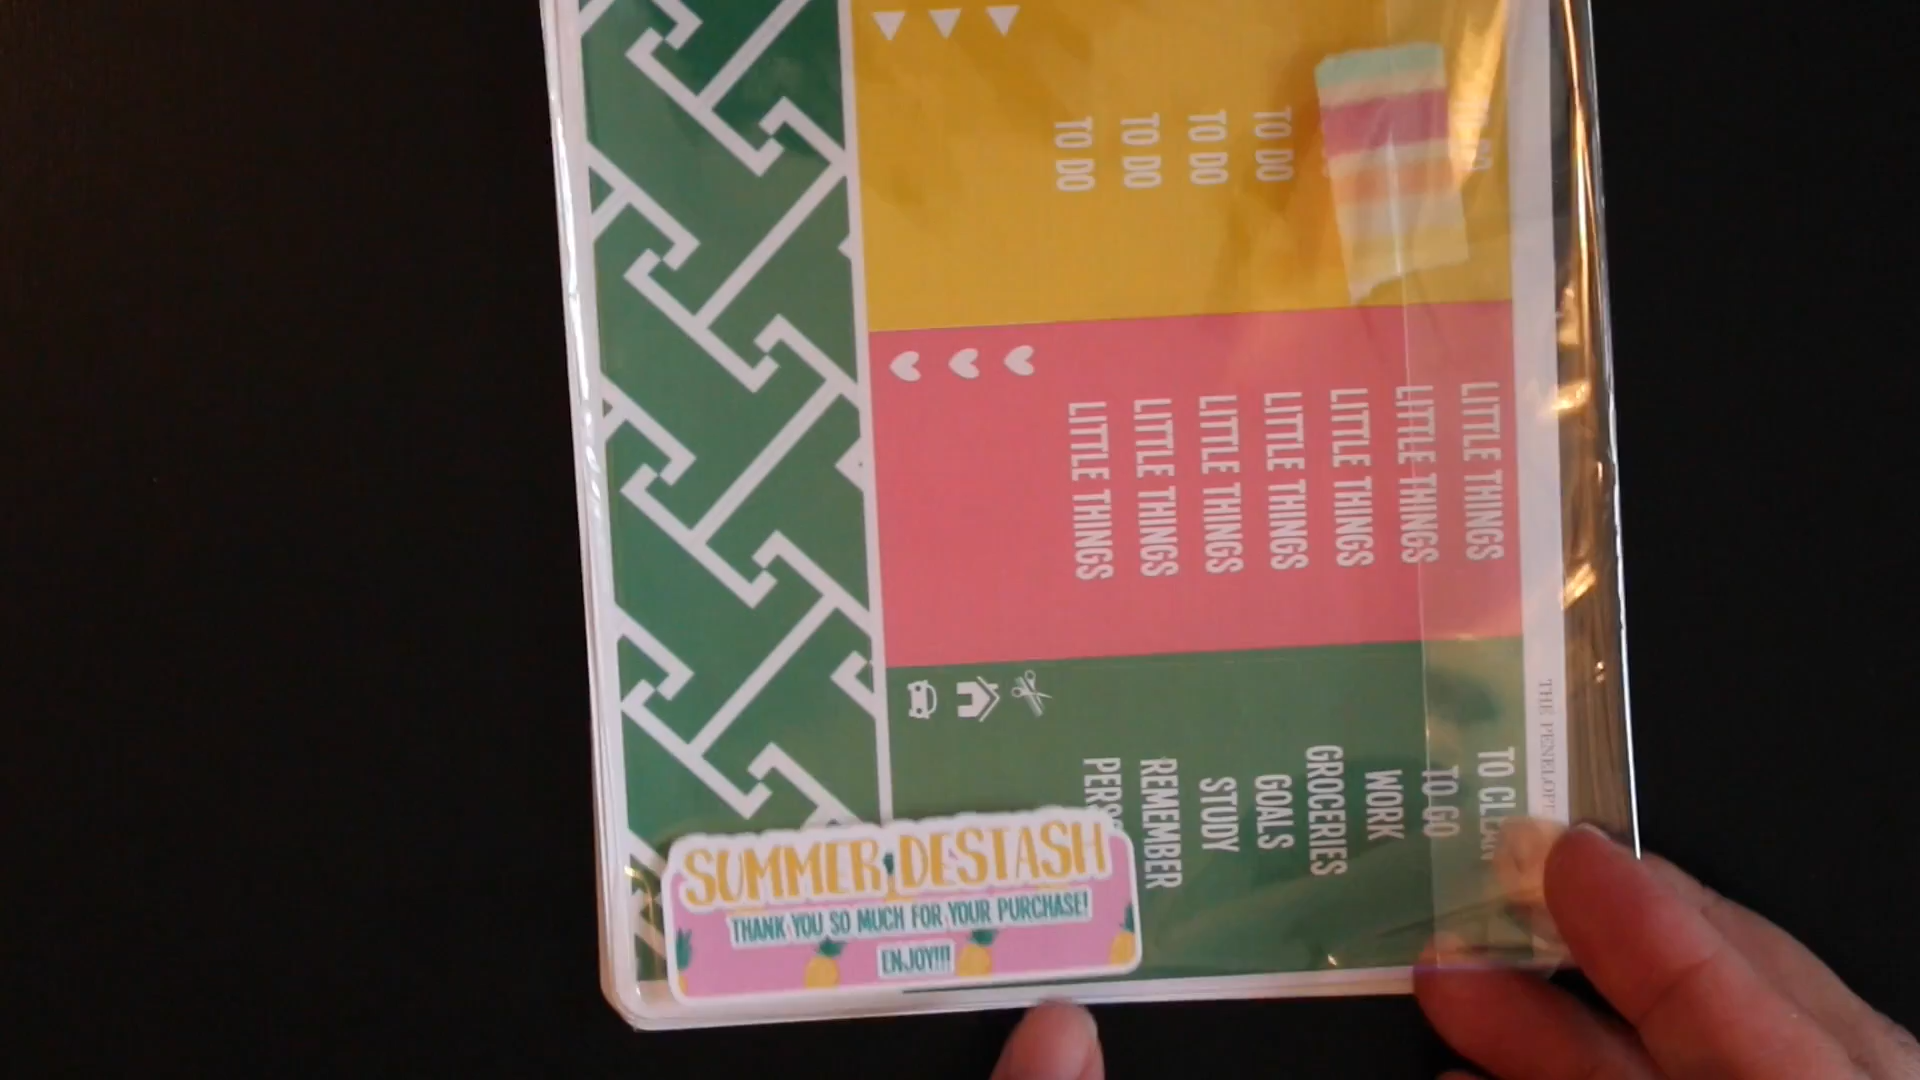 TO DO
TO DO
TO DO
TO DO
LITTLE THINGS
LITTLE THINGS
LITTLE THINGS
LITTLE THINGS
LITTLE THINGS
LITTLE THINGS
LITTLE THINGS
TO
TO GO
WORK
GROCERIES
GOALS
STUDY
REMEMBER
THE
SUMMER DESTASH
THANK YOU SO MUCH FOR YOUR PURCHASE!
ENJOY!!!